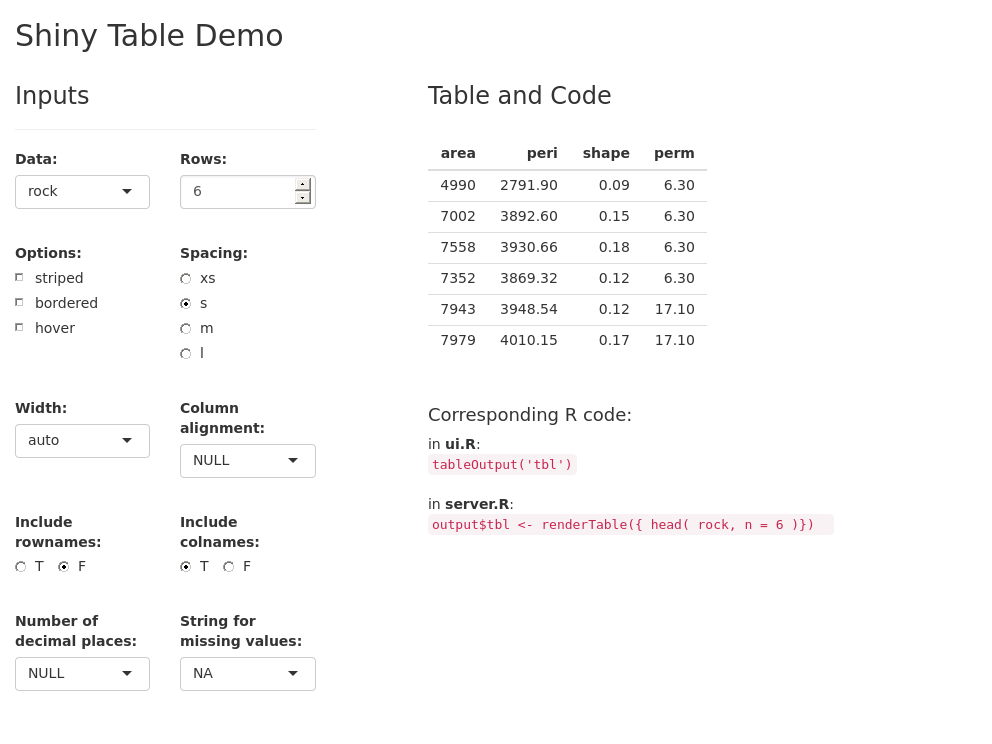 Shiny Table Demo
Inputs
Data:
rock
Rows:
6
Options:
striped
bordered
hover
Spacing:
xs
s
m
l
Width:
auto
Column
alignment:
NULL
Include
rownames:
T F
Include
colnames:
T F
Number of
decimal places:
NULL
String for
missing values:
NA
Table and Code
area peri shape perm
4990 2791.90 0.09 6.30
7002 3892.60 0.15 6.30
7558 3930.66 0.18 6.30
7352 3869.32 0.12 6.30
7943 3948.54 0.12 17.10
7979 4010.15 0.17 17.10
Corresponding R code:
in ui.R:
tableOutput('tbl')
in server.R:
output$tbl <- renderTable({ head( rock, n = 6 )})